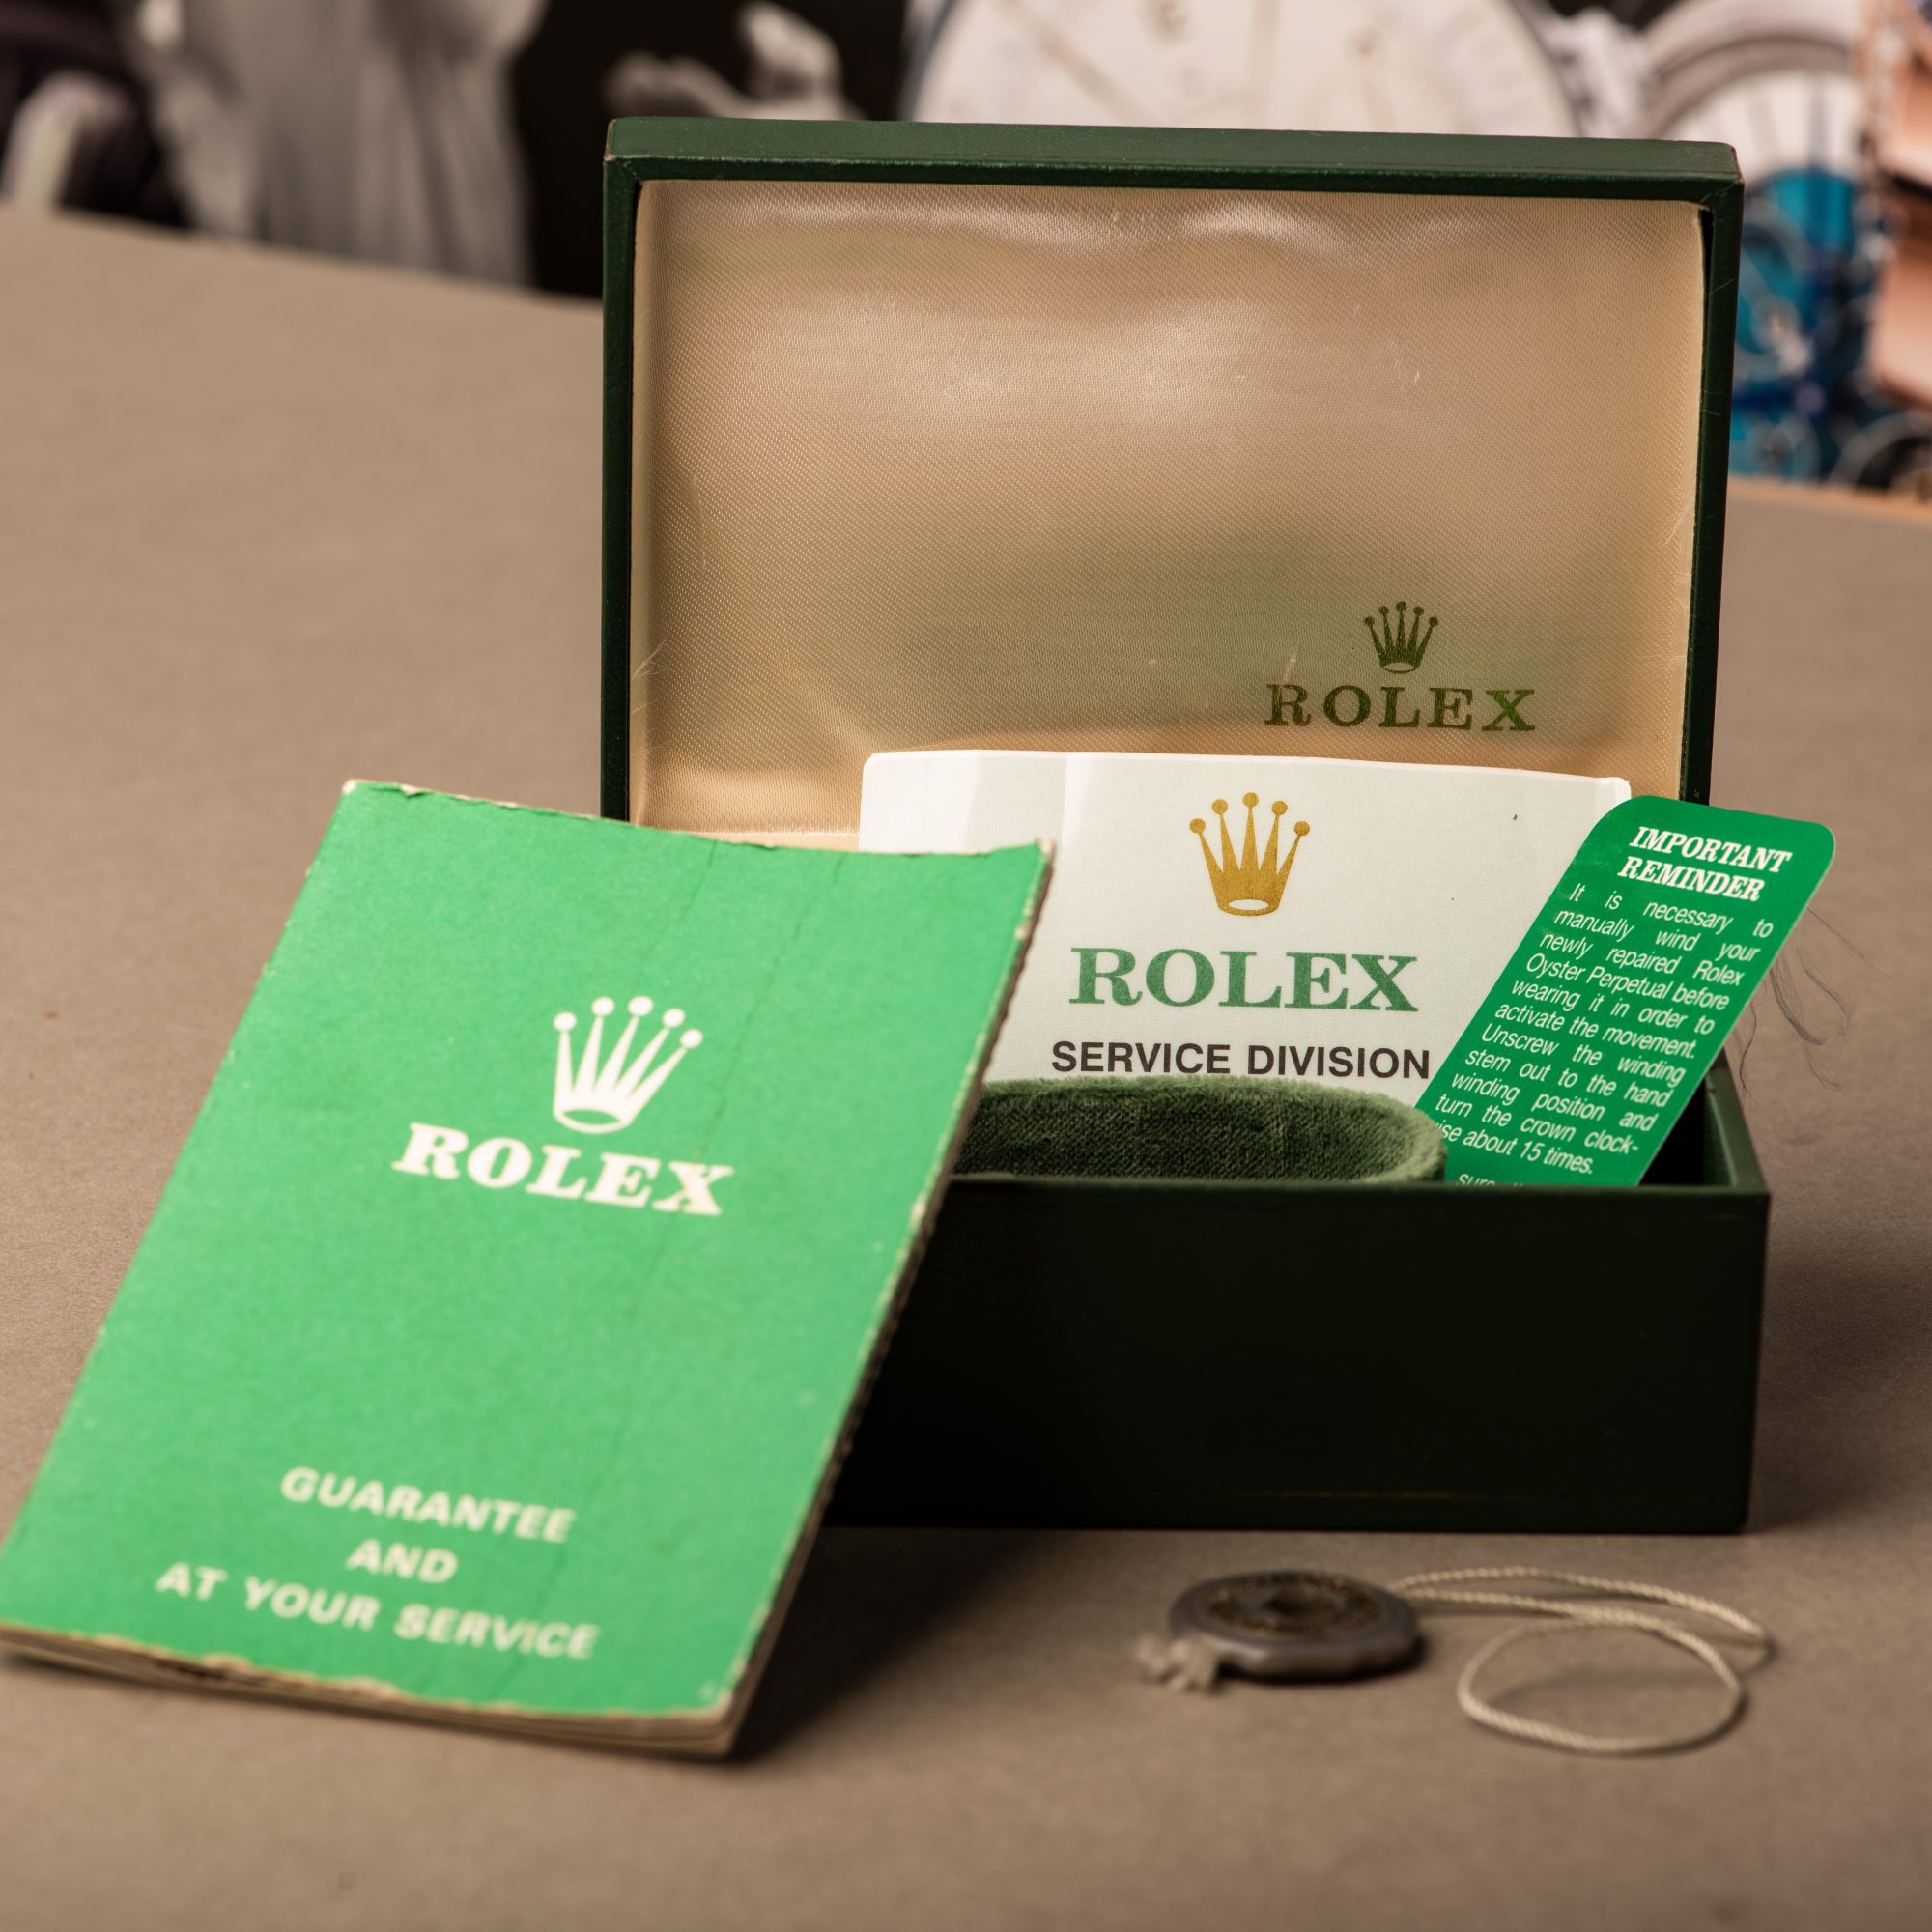 ROLEX
ROLEX
SERVICE DIVISION
IMPORTANT
REMINDER
It is necessary to
manually wind your
newly repaired Rolex
Oyster Perpetual before
wearing it in order to
activate the movement.
Unscrew the winding
stem out to the hand
winding position and
turn the crown clock-
about 15 times.
ROLEX
GUARANTEE
AND
AT YOUR SERVICE